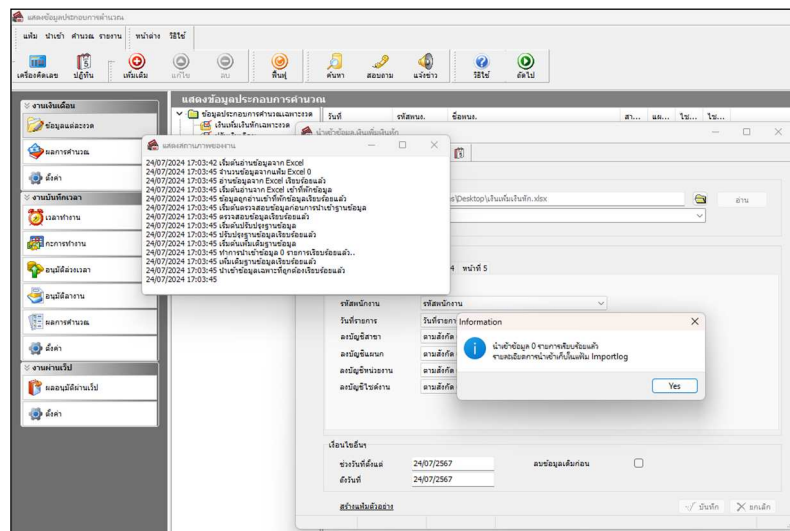 แสดงข้อมูลประกอบการคำนวณ
แฟ้ม นำเข้า คำนวณ รายงาน หน้าต่าง วิธีใช้
เครื่องคิดเลข ปฏิทิน เพิ่มเติม แก้ไข ลบ ฟื้นฟู ค้นหา สอบถาม แจ้งข่าว วิธีใช้ ถัดไป
งานเงินเดือน
ข้อมูลแต่ละงวด
ผลการคำนวณ
ตั้งค่า
งานบันทึกเวลา
เวลาทำงาน
กะการทำงาน
อนุมัติล่วงเวลา
อนุมัติลางาน
ผลการคำนวณ
ตั้งค่า
งานผ่านเว็ป
ผลอนุมัติผ่านเว็ป
ตั้งค่า
แสดงข้อมูลประกอบการคำนวณ
ข้อมูลประกอบการคำนวณเฉพาะงวด
เงินเพิ่มเงินหักเฉพาะงวด
วันที่ รหัสพนง. ชื่อพนง. สา... แผ... ไซ... ไซ...
แสดงสถานภาพของงาน
24/07/2024 17:03:42 เริ่มต้นอ่านข้อมูลจาก Excel
24/07/2024 17:03:45 จำนวนข้อมูลจากแฟ้ม Excel 0
24/07/2024 17:03:45 อ่านข้อมูลจาก Excel เรียบร้อยแล้ว
24/07/2024 17:03:45 เริ่มต้นอ่านจาก Excel เข้าที่พักข้อมูล
24/07/2024 17:03:45 ข้อมูลถูกอ่านเข้าที่พักข้อมูลเรียบร้อยแล้ว
24/07/2024 17:03:45 เริ่มต้นตรวจสอบข้อมูลก่อนการนำเข้าฐานข้อมูล
24/07/2024 17:03:45 ตรวจสอบข้อมูลเรียบร้อยแล้ว
24/07/2024 17:03:45 เริ่มต้นปรับปรุงฐานข้อมูล
24/07/2024 17:03:45 ปรับปรุงฐานข้อมูลเรียบร้อยแล้ว
24/07/2024 17:03:45 เริ่มต้นเพิ่มเติมฐานข้อมูล
24/07/2024 17:03:45 ทำการนำเข้าข้อมูล 0 รายการเรียบร้อยแล้ว..
24/07/2024 17:03:45 เพิ่มเติมฐานข้อมูลเรียบร้อยแล้ว
24/07/2024 17:03:45 นำเข้าข้อมูลเฉพาะที่ถูกต้องเรียบร้อยแล้ว
24/07/2024 17:03:45
นำเข้าข้อมูล เงินเพิ่มเงินหัก
s\Desktop\เงินเพิ่มเงินหัก.xlsx
อ่าน
4 หน้าที่ 5
รหัสพนักงาน รหัสพนักงาน
วันที่รายการ วันที่รายกา
ลงบัญชีสาขา ตามสังกัด
ลงบัญชีแผนก ตามสังกัด
ลงบัญชีหน่วยงาน ตามสังกัด
ลงบัญชีไซต์งาน ตามสังกัด
Information
นำเข้าข้อมูล 0 รายการเรียบร้อยแล้ว
รายละเอียดการนำเข้าเก็บในแฟ้ม Importlog
Yes
เงื่อนไขอื่นๆ
ช่วงวันที่ตั้งแต่ 24/07/2567 ลบข้อมูลเดิมก่อน
ถึงวันที่ 24/07/2567
สร้างแฟ้มตัวอย่าง บันทึก ยกเลิก